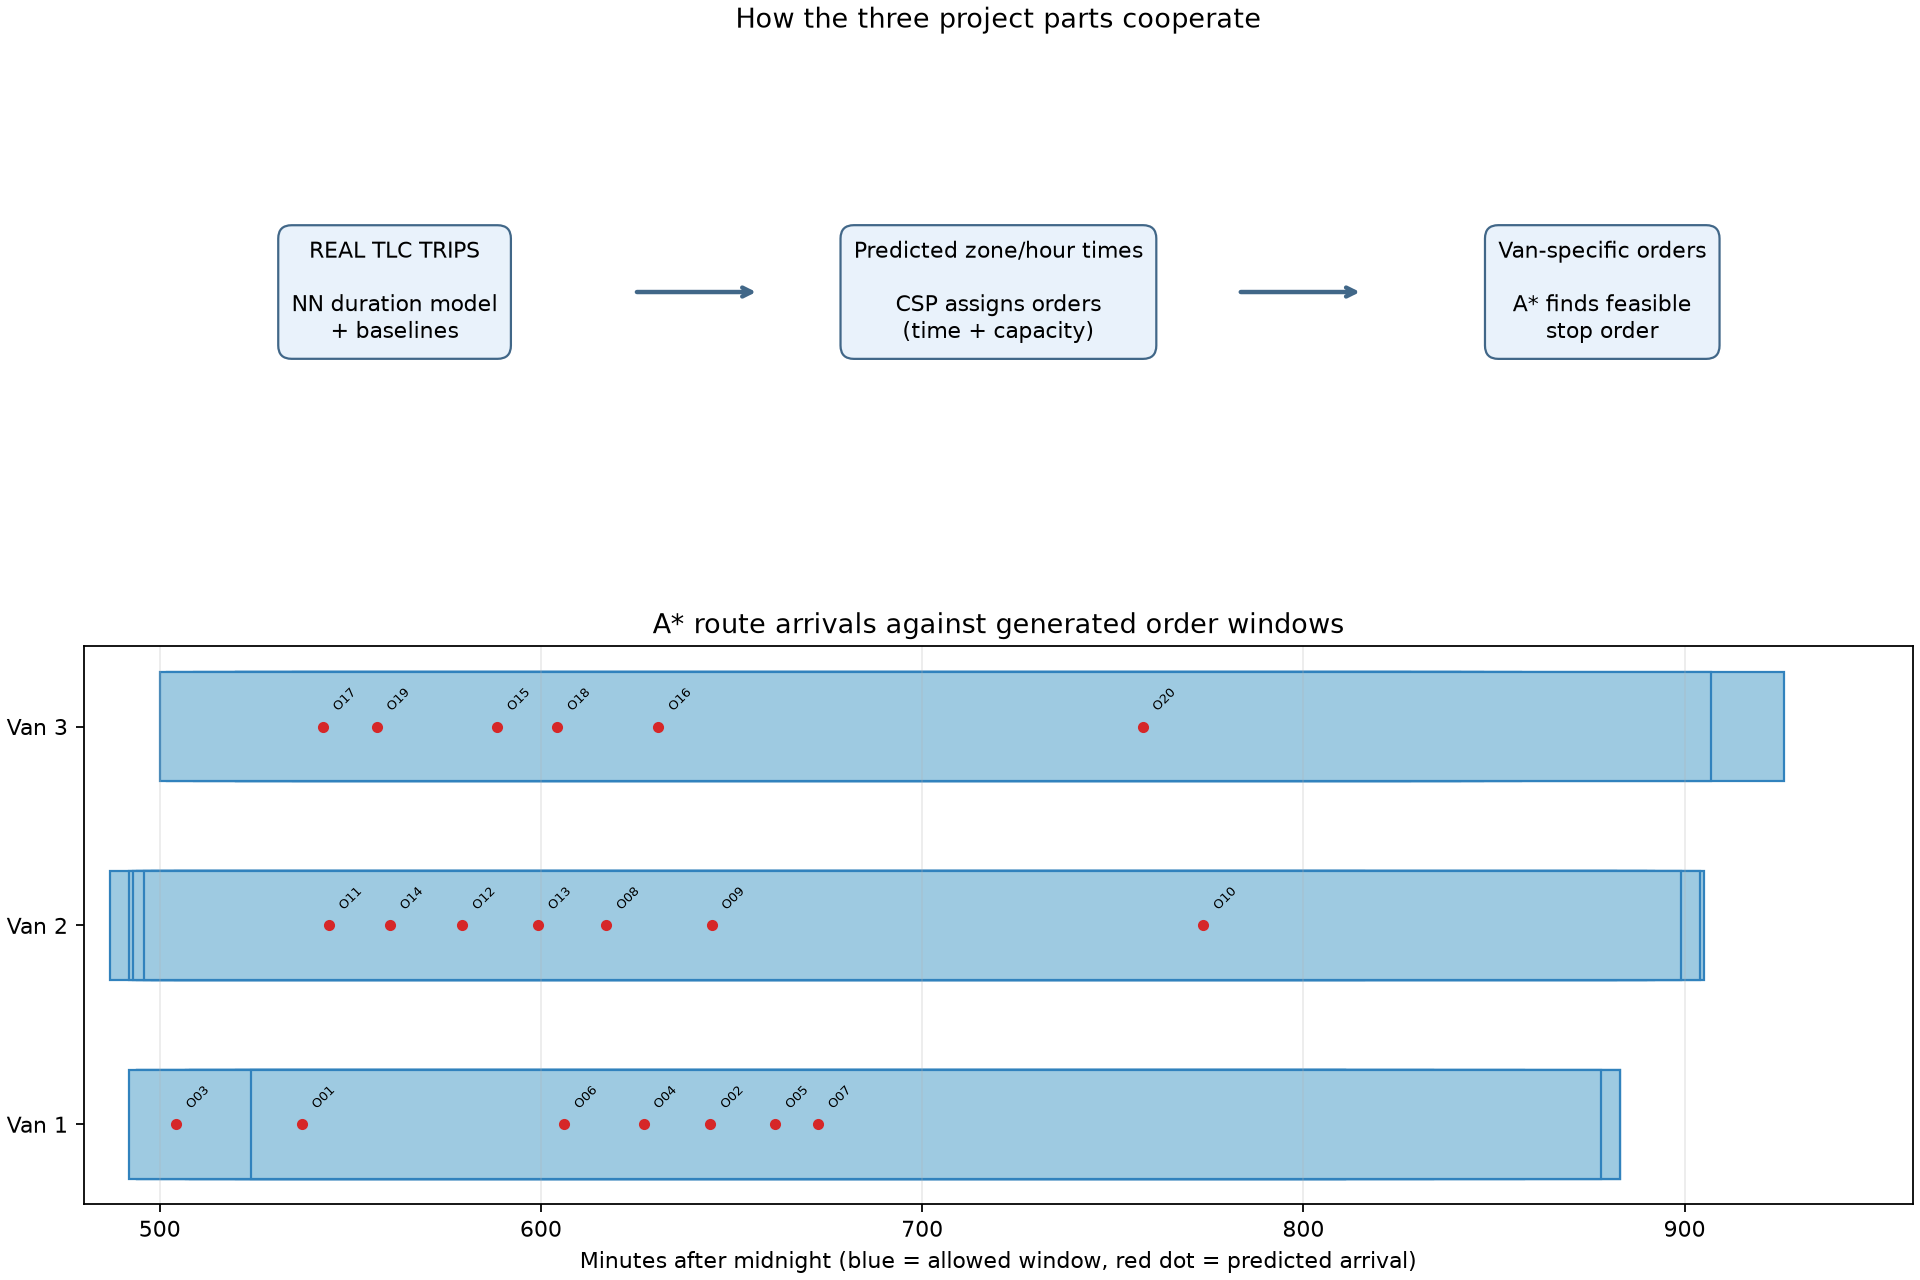 How the three project parts cooperate
REAL TLC TRIPS
NN duration model
+ baselines
Predicted zone/hour times
CSP assigns orders
(time + capacity)
Van-specific orders
A* finds feasible
stop order
A* route arrivals against generated order windows
Van 3
O17
O19
O15
O18
O16
O20
Van 2
O11
O14
O12
O13
O08
O09
O10
Van 1
O03
O01
O06
O04
O02
O05
O07
500
600
700
800
900
Minutes after midnight (blue = allowed window, red dot = predicted arrival)